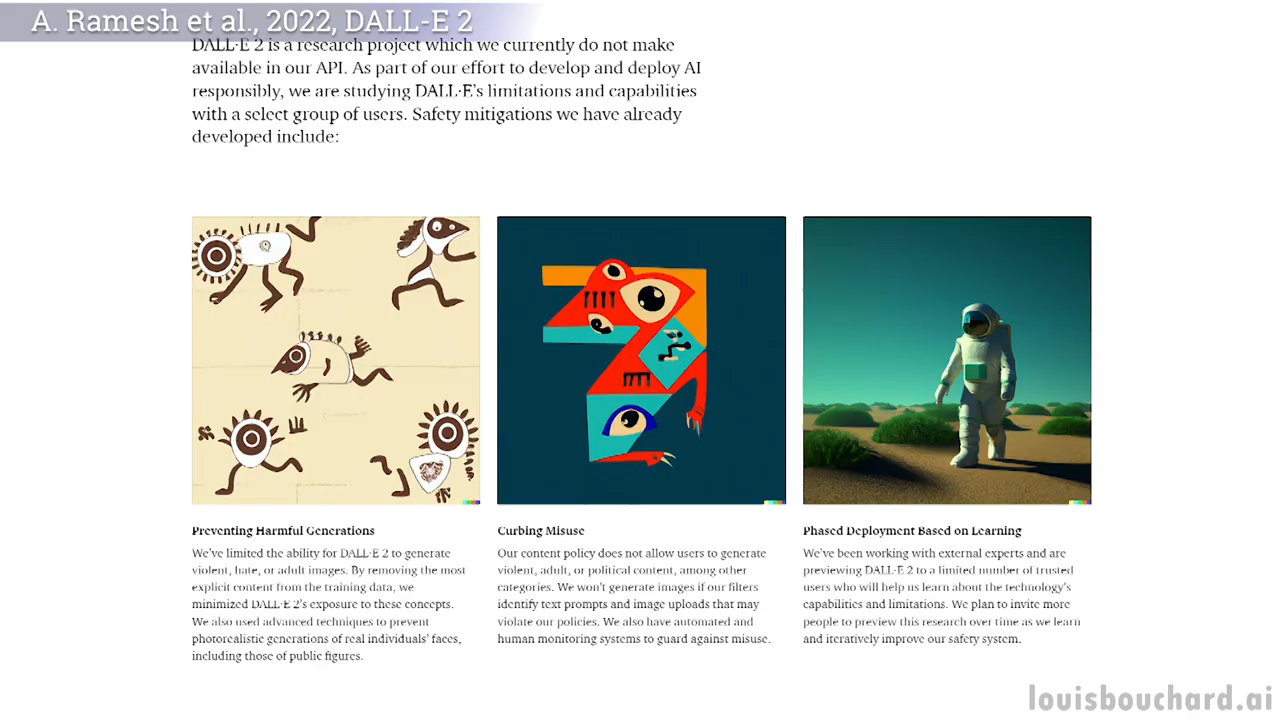 A. Ramesh et al., 2022, DALL-E 2
DALL·E 2 is a research project which we currently do not make
available in our API. As part of our effort to develop and deploy AI
responsibly, we are studying DALL·E's limitations and capabilities
with a select group of users. Safety mitigations we have already
developed include:
Preventing Harmful Generations
We've limited the ability for DALL·E 2 to generate
violent, hate, or adult images. By removing the most
explicit content from the training data, we
minimized DALL·E 2's exposure to these concepts.
We also used advanced techniques to prevent
photorealistic generations of real individuals' faces,
including those of public figures.
Curbing Misuse
Our content policy does not allow users to generate
violent, adult, or political content, among other
categories. We won't generate images if our filters
identify text prompts and image uploads that may
violate our policies. We also have automated and
human monitoring systems to guard against misuse.
Phased Deployment Based on Learning
We've been working with external experts and are
previewing DALL·E 2 to a limited number of trusted
users who will help us learn about the technology's
capabilities and limitations. We plan to invite more
people to preview this research over time as we learn
and iteratively improve our safety system.
louisbouchard.ai